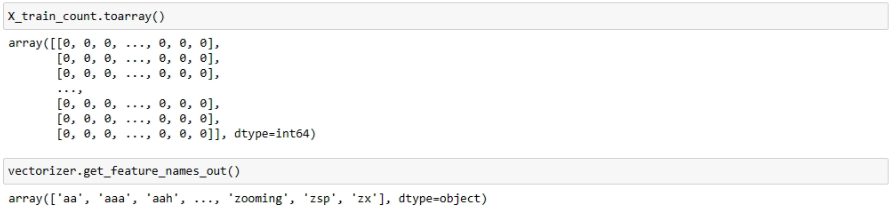 X_train_count.toarray()
array([[0, 0, 0, ..., 0, 0, 0],
       [0, 0, 0, ..., 0, 0, 0],
       [0, 0, 0, ..., 0, 0, 0],
       ...,
       [0, 0, 0, ..., 0, 0, 0],
       [0, 0, 0, ..., 0, 0, 0],
       [0, 0, 0, ..., 0, 0, 0]], dtype=int64)
vectorizer.get_feature_names_out()
array(['aa', 'aaa', 'aah', ..., 'zooming', 'zsp', 'zx'], dtype=object)